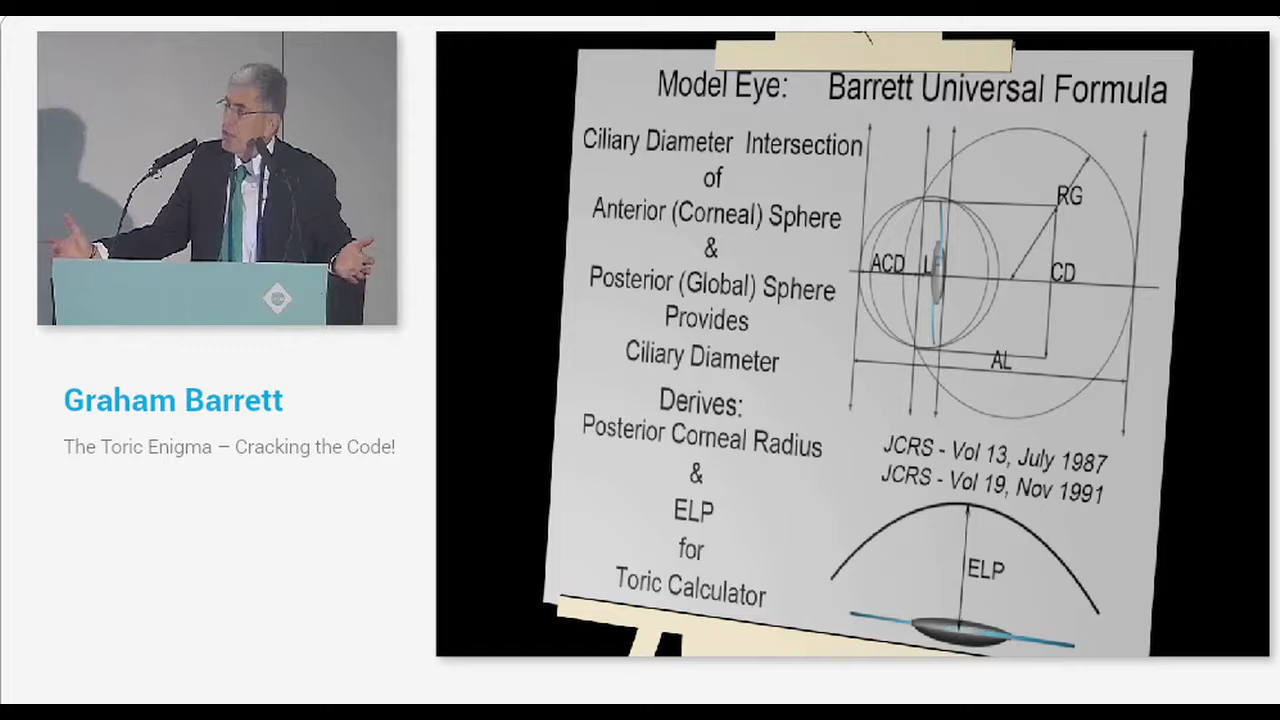 Graham Barrett
The Toric Enigma – Cracking the Code!
Model Eye: Barrett Universal Formula
Ciliary Diameter Intersection
of
Anterior (Corneal) Sphere
&
Posterior (Global) Sphere
Provides
Ciliary Diameter
Derives:
Posterior Corneal Radius
&
ELP
for
Toric Calculator
RG
ACD
CD
AL
JCRS - Vol 13, July 1987
JCRS - Vol 19, Nov 1991
ELP